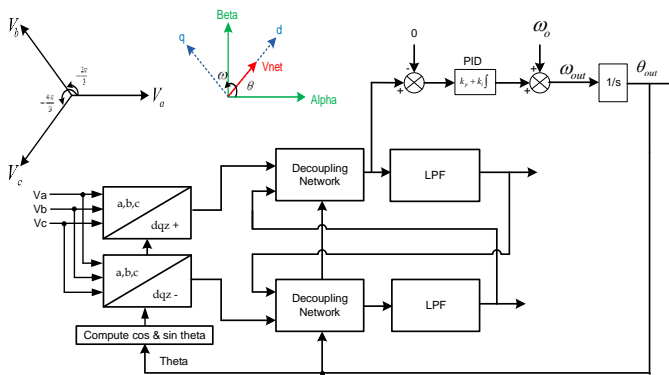 V_b
-2π/3
-4π/3
V_a
V_c
Beta
q
d
ω
Vnet
θ
Alpha
0
-
+
PID
k_p + k_i ∫
ω_o
+
+
ω_out
1/s
θ_out
Va
Vb
Vc
a,b,c
dqz +
a,b,c
dqz -
Compute cos & sin theta
Theta
Decoupling
Network
LPF
Decoupling
Network
LPF